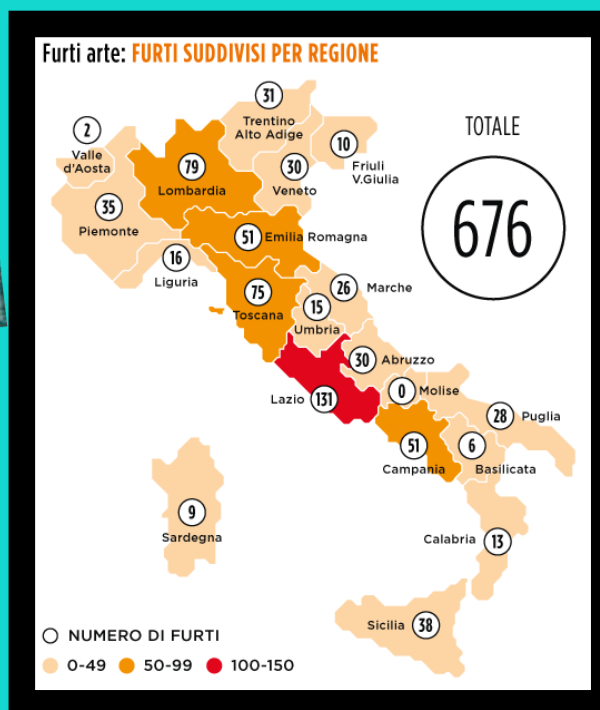 Furti arte: FURTI SUDDIVISI PER REGIONE
31
Trentino
Alto Adige
2
Valle
d'Aosta
10
Friuli
V.Giulia
TOTALE
676
79
Lombardia
30
Veneto
35
Piemonte
51 Emilia Romagna
16
Liguria
75
Toscana
26 Marche
15
Umbria
30 Abruzzo
Lazio 131
0 Molise
28 Puglia
51
Campania
6
Basilicata
9
Sardegna
Calabria 13
Sicilia 38
NUMERO DI FURTI
0-49 50-99 100-150